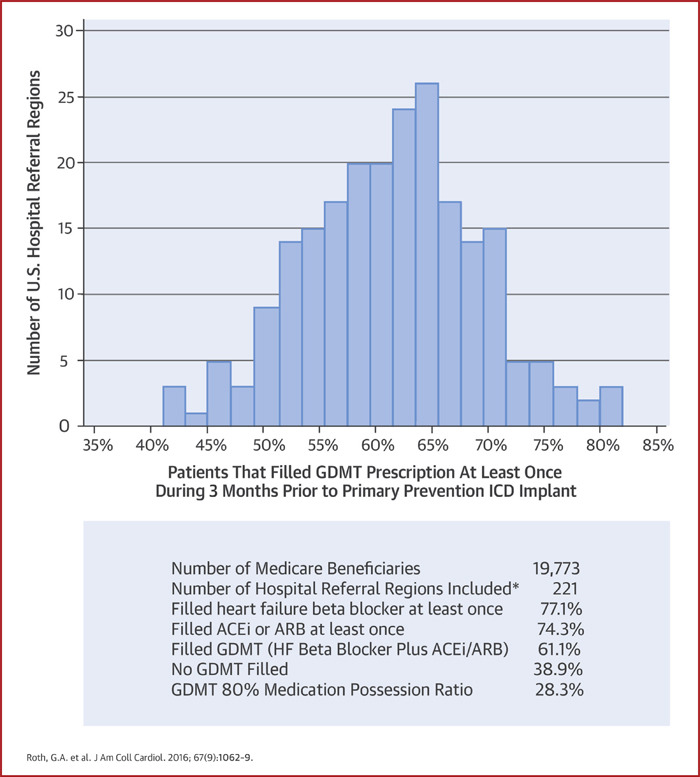 Number of U.S. Hospital Referral Regions
30
25
20
15
10
5
0
35% 40% 45% 50% 55% 60% 65% 70% 75% 80% 85%
Patients That Filled GDMT Prescription At Least Once
During 3 Months Prior to Primary Prevention ICD Implant
Number of Medicare Beneficiaries 19,773
Number of Hospital Referral Regions Included* 221
Filled heart failure beta blocker at least once 77.1%
Filled ACEi or ARB at least once 74.3%
Filled GDMT (HF Beta Blocker Plus ACEi/ARB) 61.1%
No GDMT Filled 38.9%
GDMT 80% Medication Possession Ratio 28.3%
Roth, G.A. et al. J Am Coll Cardiol. 2016; 67(9):1062-9.